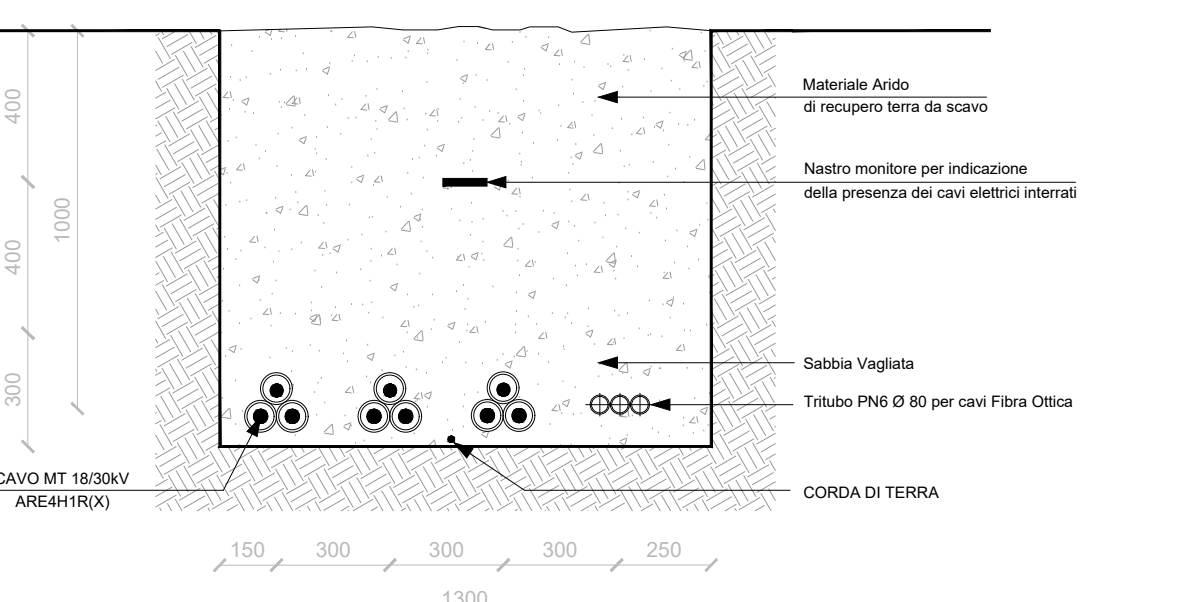 Materiale Arido
di recupero terra da scavo
400
1000
Nastro monitore per indicazione
della presenza dei cavi elettrici interrati
400
Sabbia Vagliata
300
Tritubo PN6 Ø 80 per cavi Fibra Ottica
CAVO MT 18/30kV
ARE4H1R(X)
CORDA DI TERRA
150 300 300 300 250
1300